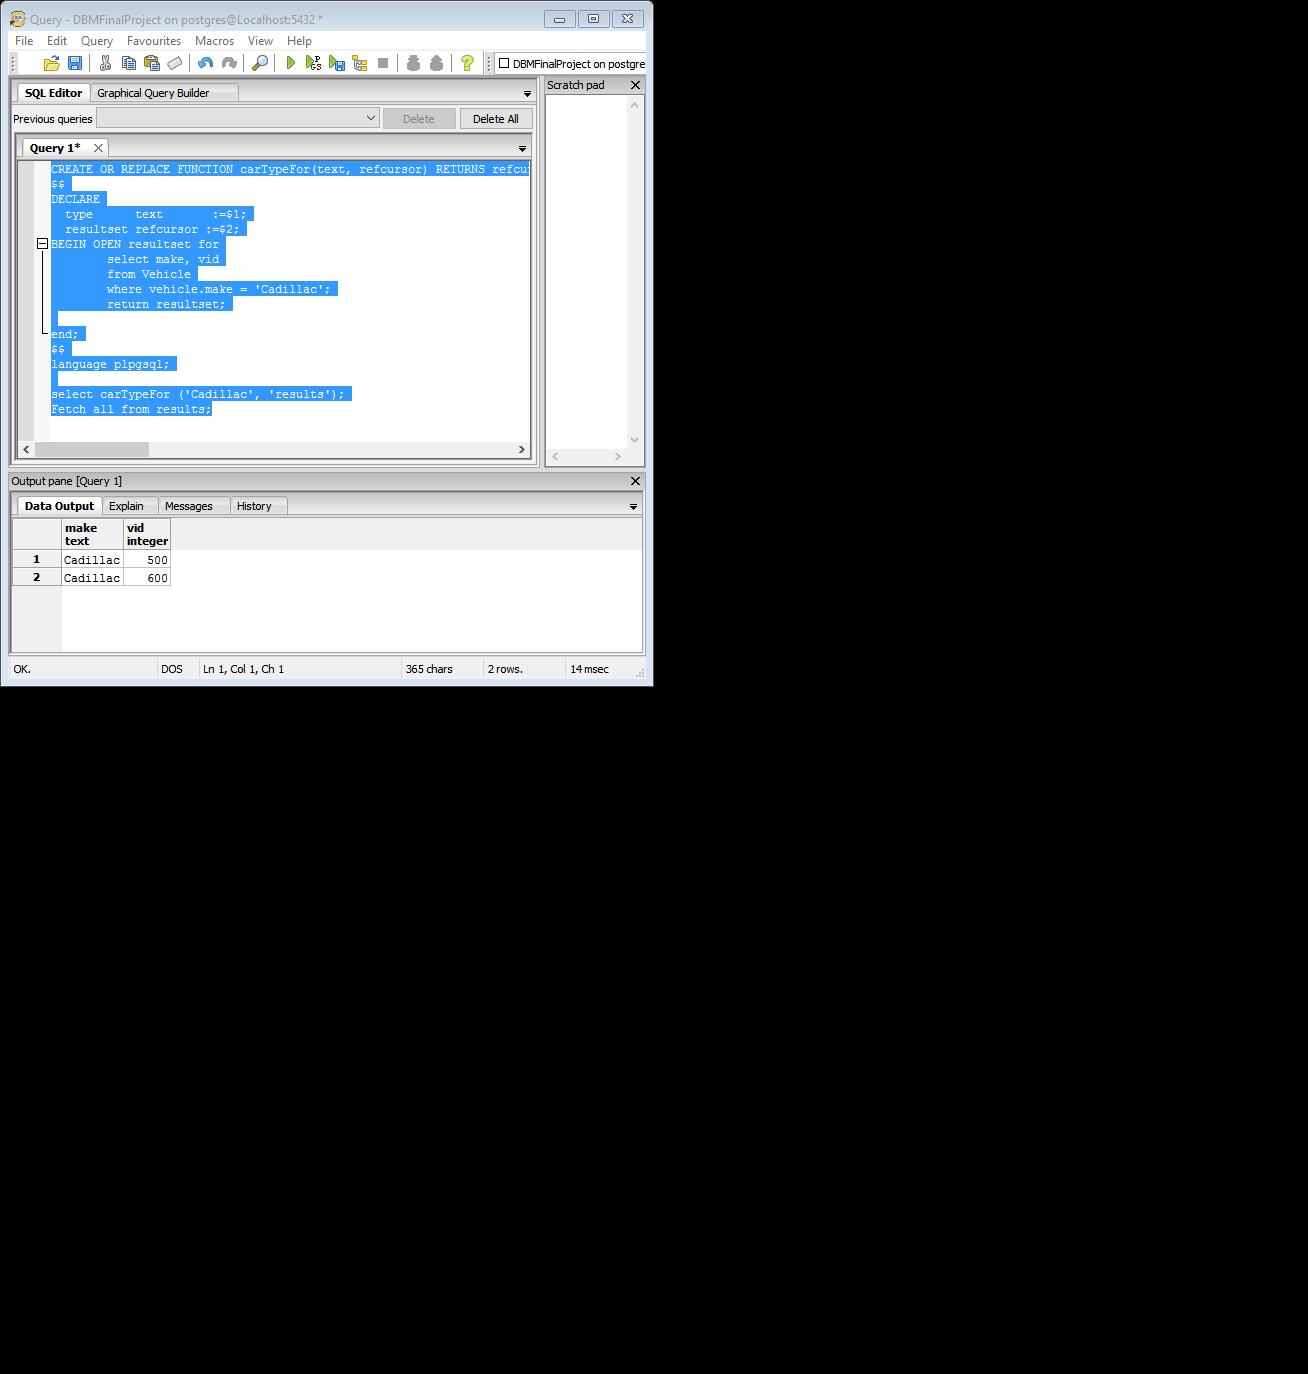 Query - DBMFinalProject on postgres@Localhost:5432 *
File Edit Query Favourites Macros View Help
DBMFinalProject on postgre
SQL Editor Graphical Query Builder
Scratch pad
Previous queries Delete Delete All
Query 1*
CREATE OR REPLACE FUNCTION carTypeFor(text, refcursor) RETURNS refcu
$$
DECLARE
type text :=$1;
resultset refcursor :=$2;
BEGIN OPEN resultset for
select make, vid
from Vehicle
where vehicle.make = 'Cadillac';
return resultset;
end;
$$
language plpgsql;
select carTypeFor ('Cadillac', 'results');
Fetch all from results;
Output pane [Query 1]
Data Output Explain Messages History
make vid
text integer
1 Cadillac 500
2 Cadillac 600
OK. DOS Ln 1, Col 1, Ch 1 365 chars 2 rows. 14 msec